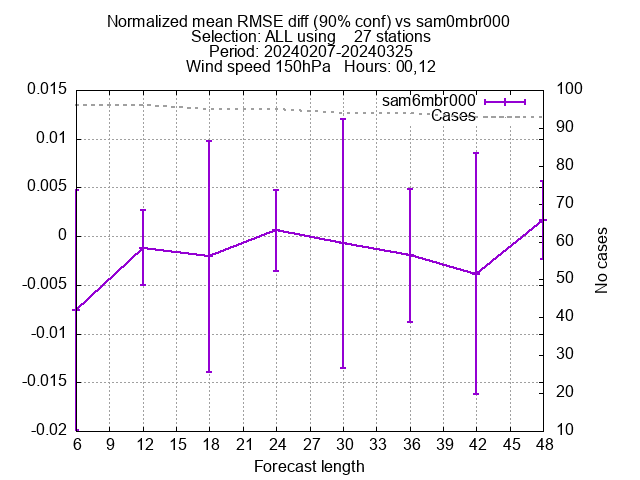 Normalized mean RMSE diff (90% conf) vs sam0mbr000
Selection: ALL using    27 stations
Period: 20240207-20240325
Wind speed 150hPa   Hours: 00,12
sam6mbr000
Cases
0.015
0.01
0.005
0
-0.005
-0.01
-0.015
-0.02
100
90
80
70
60
50
40
30
20
10
No cases
6 9 12 15 18 21 24 27 30 33 36 39 42 45 48
Forecast length